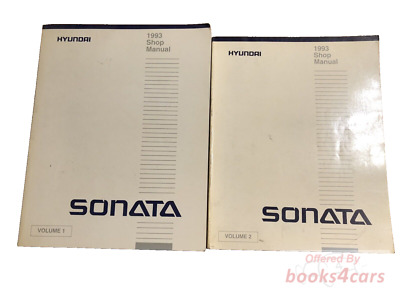 HYUNDAI
1993
Shop
Manual
SONATA
VOLUME 1
HYUNDAI
1993
Shop
Manual
SONATA
VOLUME 2
Offered By
books4cars